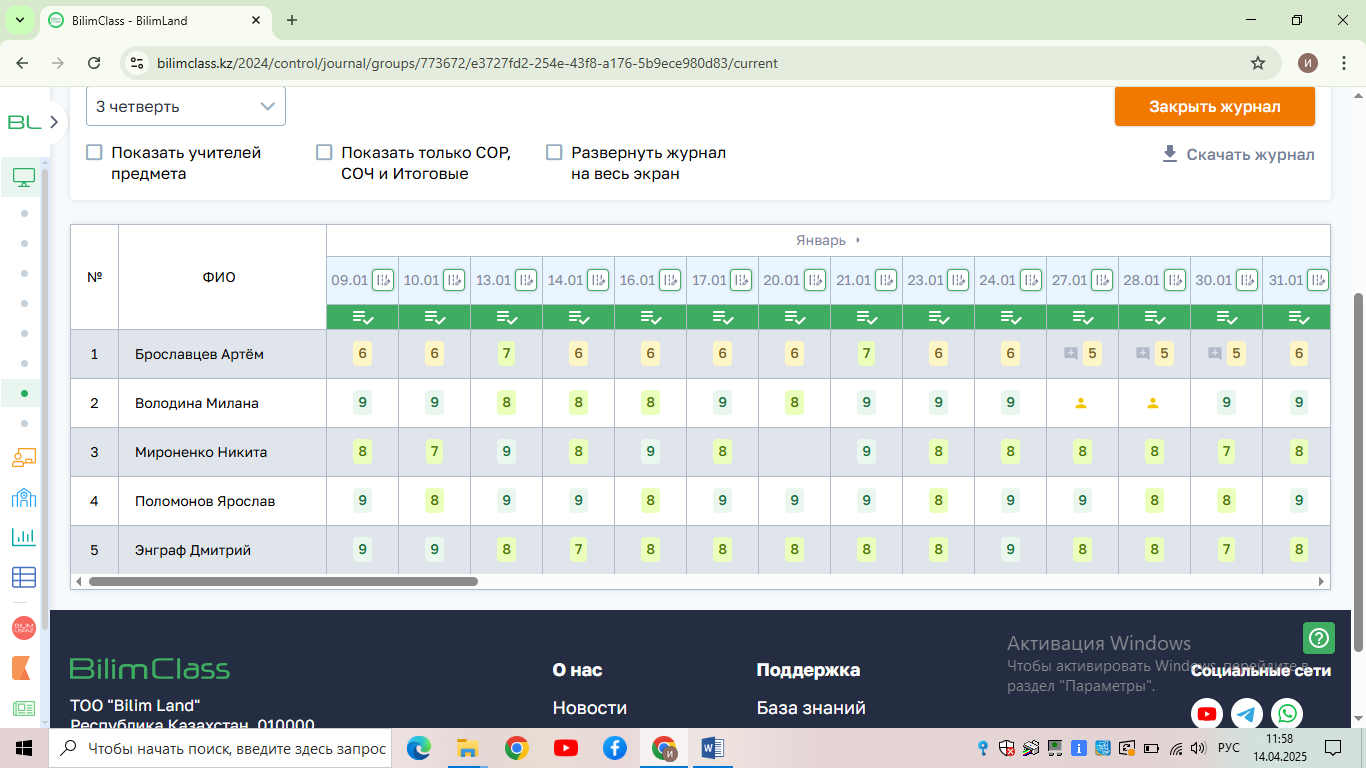 BilimClass - BilimLand
bilimclass.kz/2024/control/journal/groups/773672/e3727fd2-254e-43f8-a176-5b9ece980d83/current
И
BL
3 четверть
Закрыть журнал
Показать учителей предмета
Показать только СОР, СОЧ и Итоговые
Развернуть журнал на весь экран
Скачать журнал
№ ФИО Январь
09.01 10.01 13.01 14.01 16.01 17.01 20.01 21.01 23.01 24.01 27.01 28.01 30.01 31.01
1 Брославцев Артём 6 6 7 6 6 6 6 7 6 6 5 5 5 6
2 Володина Милана 9 9 8 8 8 9 8 9 9 9 9 9
3 Мироненко Никита 8 7 9 8 9 8 9 8 8 8 8 7 8
4 Поломонов Ярослав 9 8 9 9 8 9 9 9 8 9 9 8 8 9
5 Энграф Дмитрий 9 9 8 7 8 8 8 8 8 9 8 8 7 8
BilimClass
ТОО "Bilim Land"
Республика Казахстан, 010000
О нас
Новости
Поддержка
База знаний
Активация Windows
Чтобы активировать Windows, перейдите в
раздел "Параметры".
Социальные сети
Чтобы начать поиск, введите здесь запрос
РУС
11:58
14.04.2025